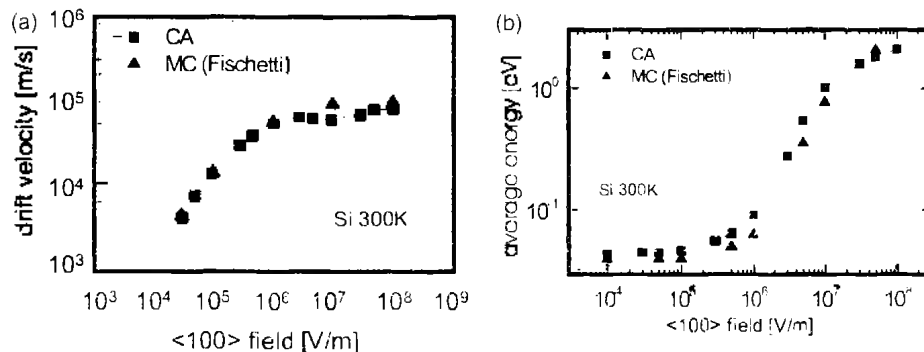 (a)
10⁶
CA
MC (Fischetti)
10⁵
10⁴
10³
drift velocity [m/s]
Si 300K
10³ 10⁴ 10⁵ 10⁶ 10⁷ 10⁸ 10⁹
<100> field [V/m]
(b)
CA
MC (Fischetti)
10⁰
10⁻¹
average energy [eV]
Si 300K
10⁴ 10⁵ 10⁶ 10⁷ 10⁸
<100> field [V/m]